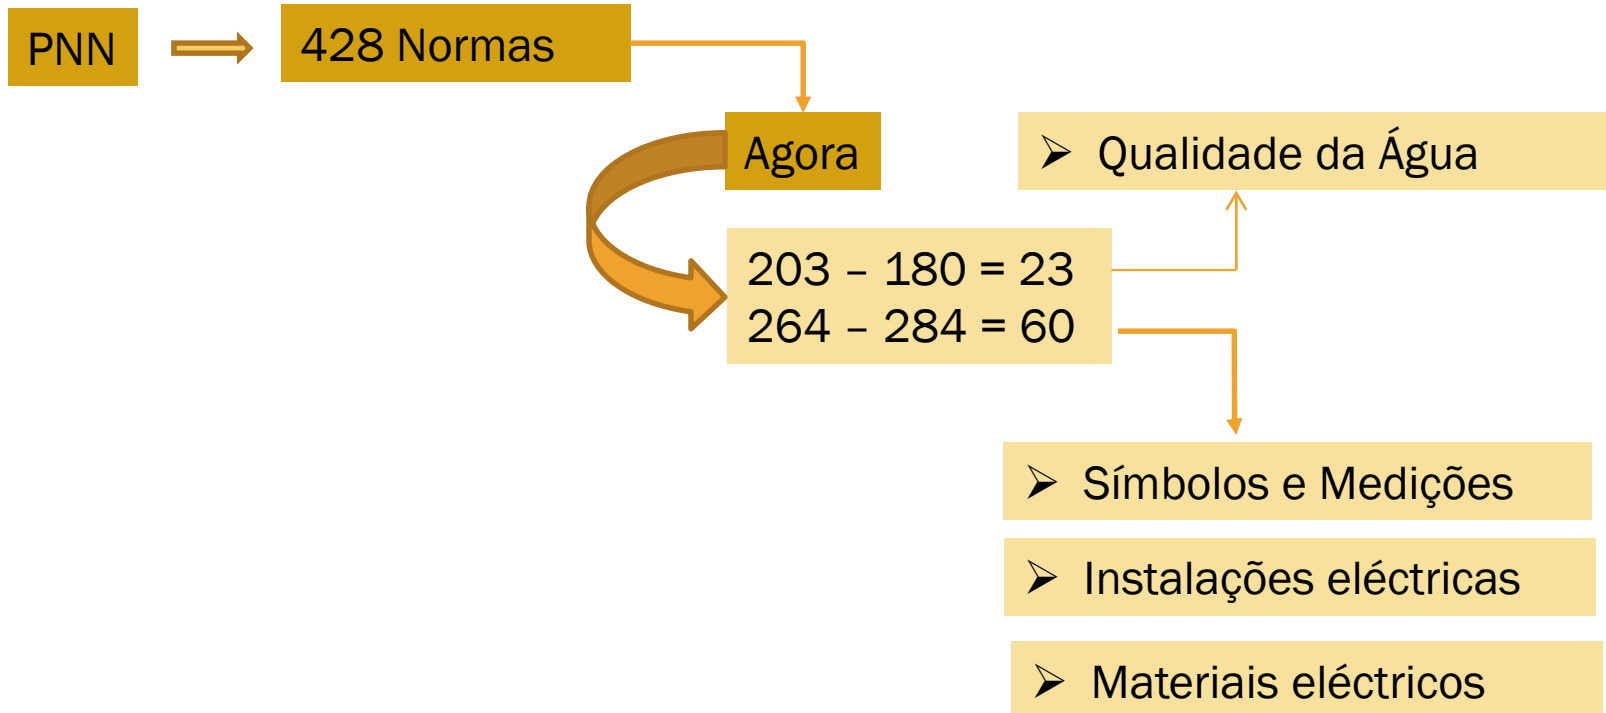 PNN
428 Normas
Agora
➢ Qualidade da Água
203 – 180 = 23
264 – 284 = 60
➢ Símbolos e Medições
➢ Instalações eléctricas
➢ Materiais eléctricos